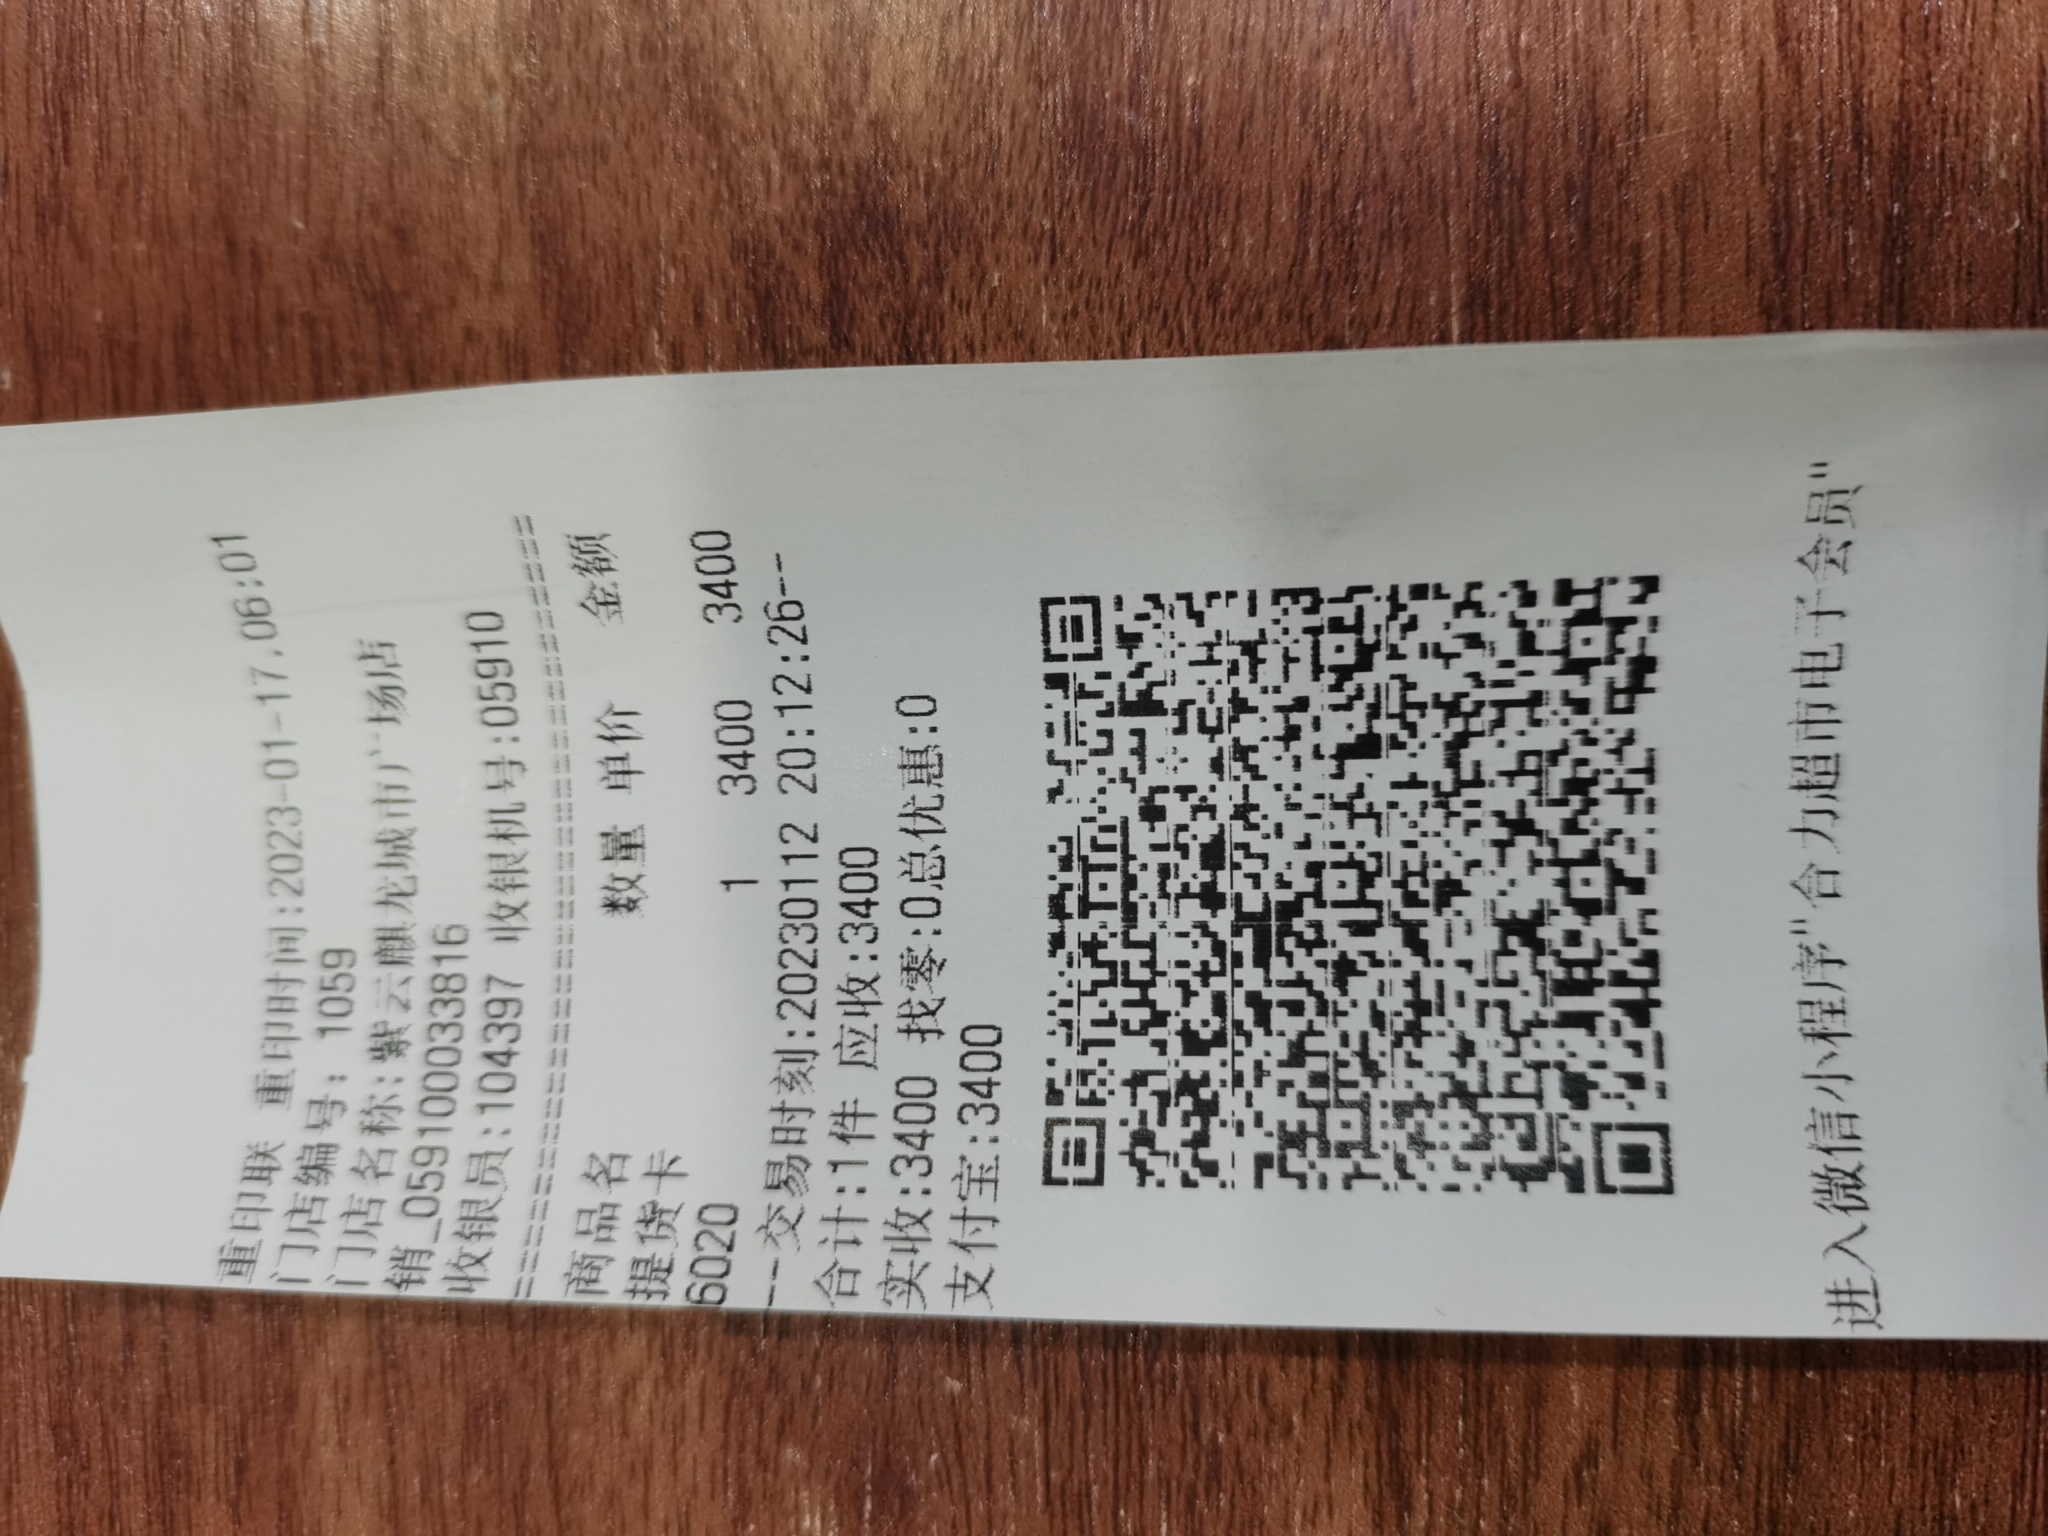 重印联 重印时间:2023-01-17,06:01
门店编号: 1059
门店名称:紫云麒龙城市广场店
销_0591000033816
收银员:104397 收银机号:05910
商品名 数量 单价 金额
提货卡
6020 1 3400 3400
---交易时刻:20230112 20:12:26---
合计:1件 应收:3400
实收:3400 找零:0总优惠:0
支付宝:3400
进入微信小程序"合力超市电子会员"